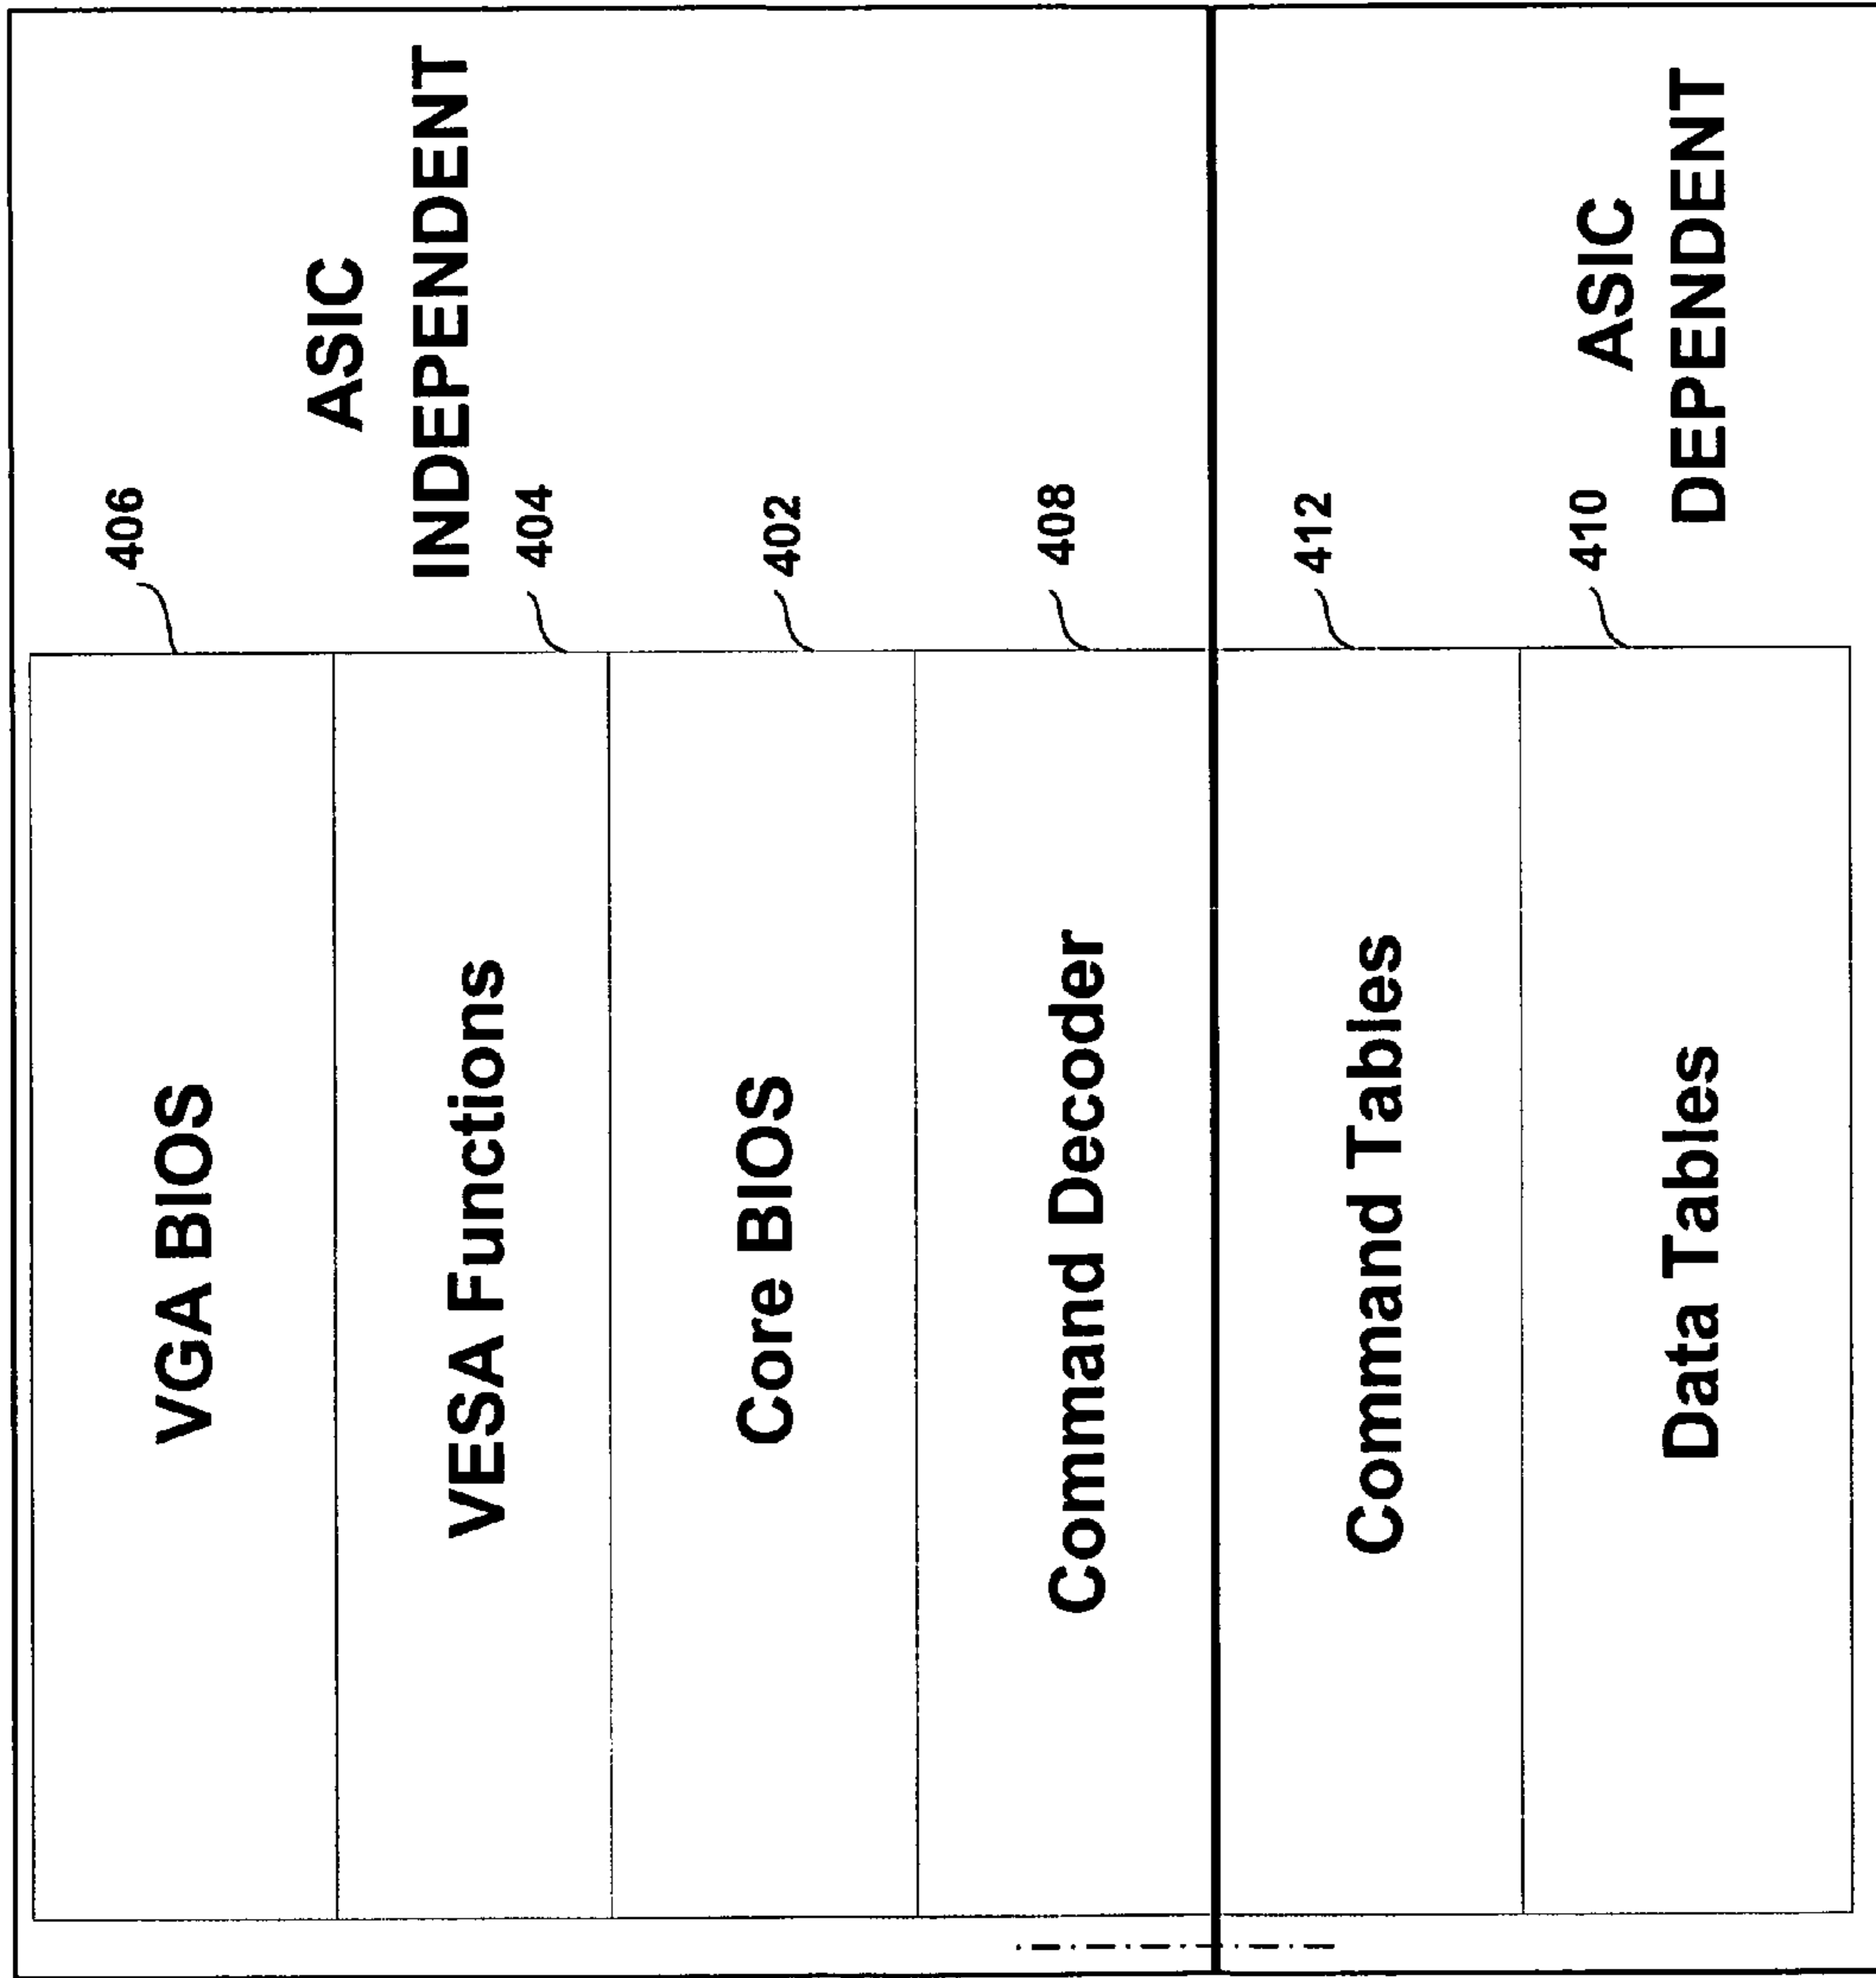 VGA BIOS
406
VESA Functions
404
Core BIOS
402
Command Decoder
408
ASIC
INDEPENDENT
Command Tables
412
Data Tables
410
ASIC
DEPENDENT